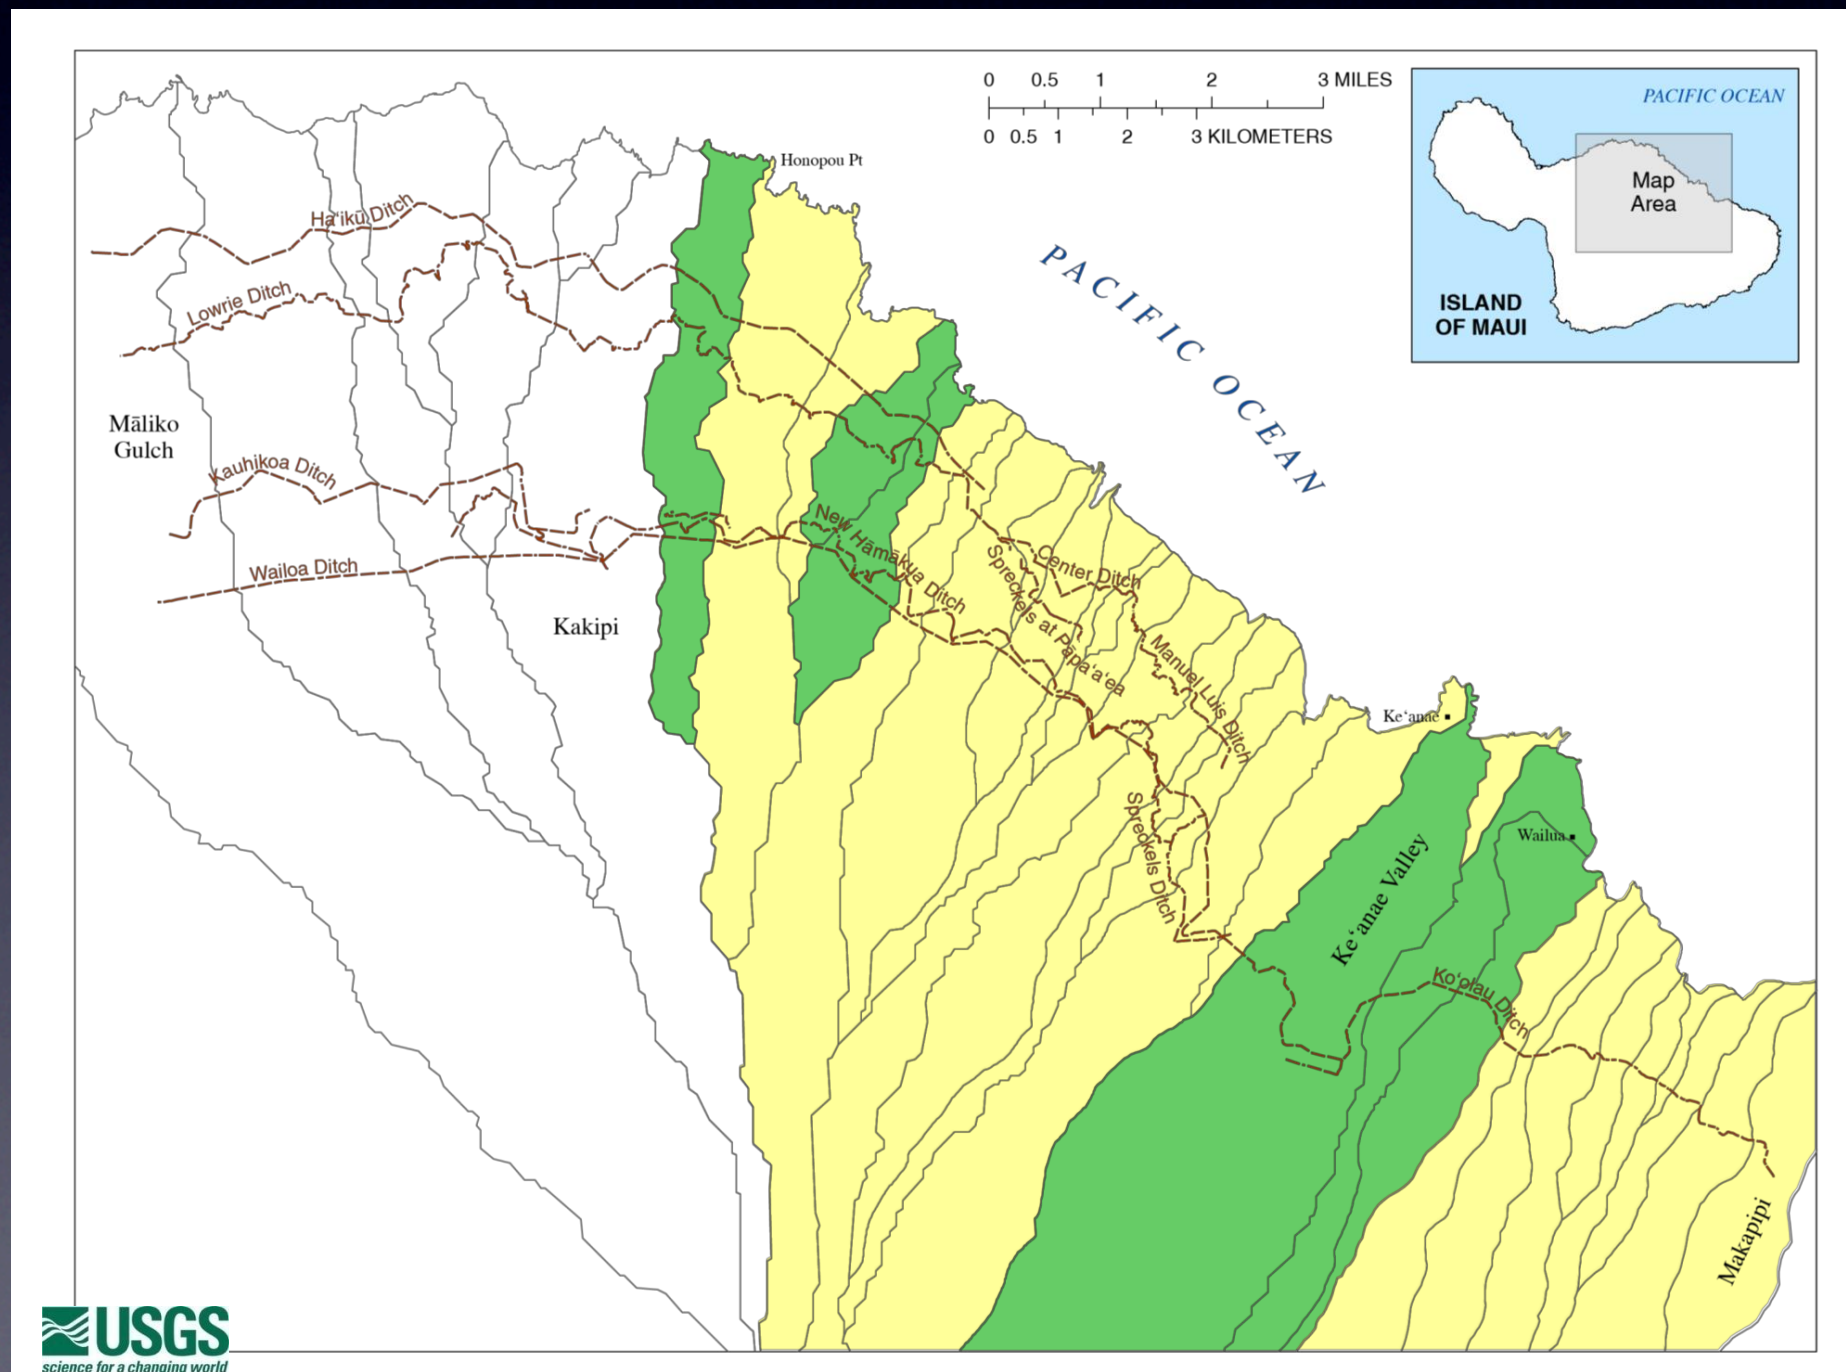 0 0.5 1 2 3 MILES
0 0.5 1 2 3 KILOMETERS
PACIFIC OCEAN
Map
Area
ISLAND
OF MAUI
Honopou Pt
PACIFIC OCEAN
Ha‘ikū Ditch
Lowrie Ditch
Māliko
Gulch
Kauhikoa Ditch
New Hāmākua Ditch
Wailoa Ditch
Kakipi
Center Ditch
Spreckels at Pāpa‘a‘ea
Manuel Luis Ditch
Ke‘anae
Spreckels Ditch
Wailua
Ke‘anae Valley
Ko‘olau Ditch
Makapipi
USGS
science for a changing world